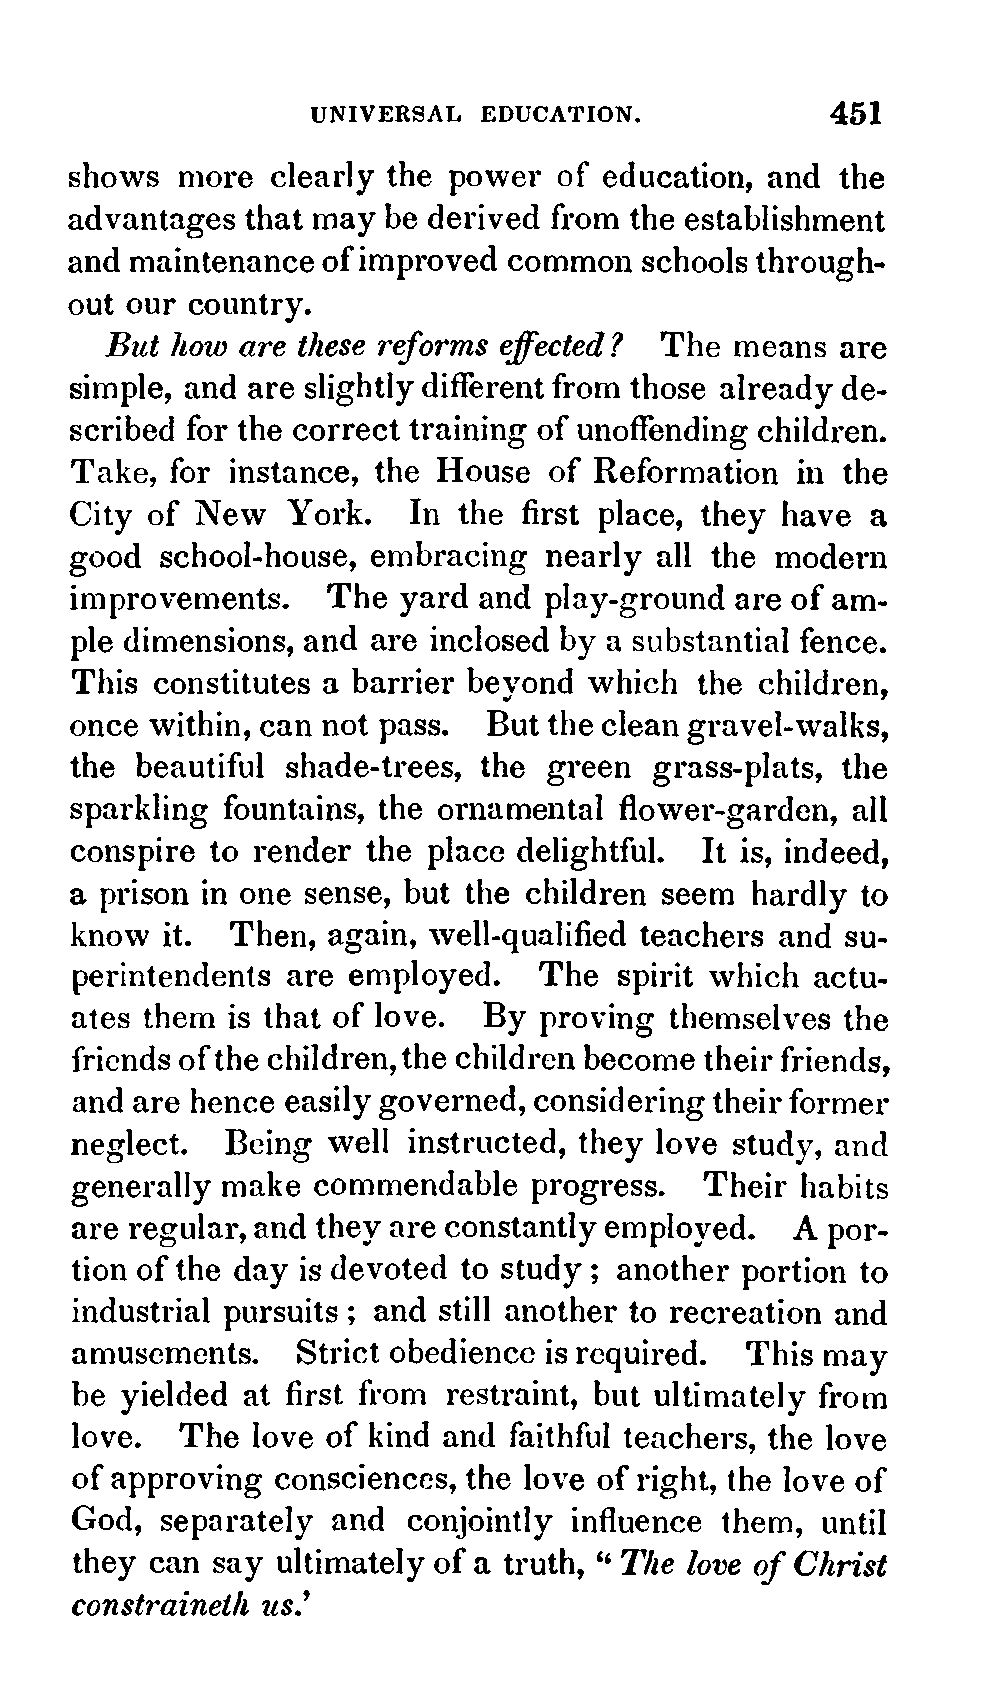 UNIVERSAL EDUCATION. 451
shows more clearly the power of education, and the
advantages that may be derived from the establishment
and maintenance of improved common schools through-
out our country.
But how are these reforms effected? The means are
simple, and are slightly different from those already de-
scribed for the correct training of unoffending children.
Take, for instance, the House of Reformation in the
City of New York. In the first place, they have a
good school-house, embracing nearly all the modern
improvements. The yard and play-ground are of am-
ple dimensions, and are inclosed by a substantial fence.
This constitutes a barrier beyond which the children,
once within, can not pass. But the clean gravel-walks,
the beautiful shade-trees, the green grass-plats, the
sparkling fountains, the ornamental flower-garden, all
conspire to render the place delightful. It is, indeed,
a prison in one sense, but the children seem hardly to
know it. Then, again, well-qualified teachers and su-
perintendents are employed. The spirit which actu-
ates them is that of love. By proving themselves the
friends of the children, the children become their friends,
and are hence easily governed, considering their former
neglect. Being well instructed, they love study, and
generally make commendable progress. Their habits
are regular, and they are constantly employed. A por-
tion of the day is devoted to study; another portion to
industrial pursuits; and still another to recreation and
amusements. Strict obedience is required. This may
be yielded at first from restraint, but ultimately from
love. The love of kind and faithful teachers, the love
of approving consciences, the love of right, the love of
God, separately and conjointly influence them, until
they can say ultimately of a truth, “The love of Christ
constraineth us.’